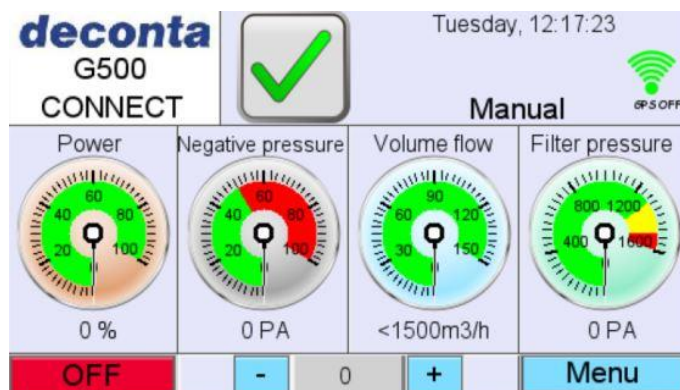 deconta
G500
CONNECT
Tuesday, 12:17:23
Manual
GPS OFF
Power
Negative pressure
Volume flow
Filter pressure
20 40 60 80 100
20 40 60 80 100
30 60 90 120 150
400 800 1200 1600
0 %
0 PA
<1500m3/h
0 PA
OFF
-
0
+
Menu